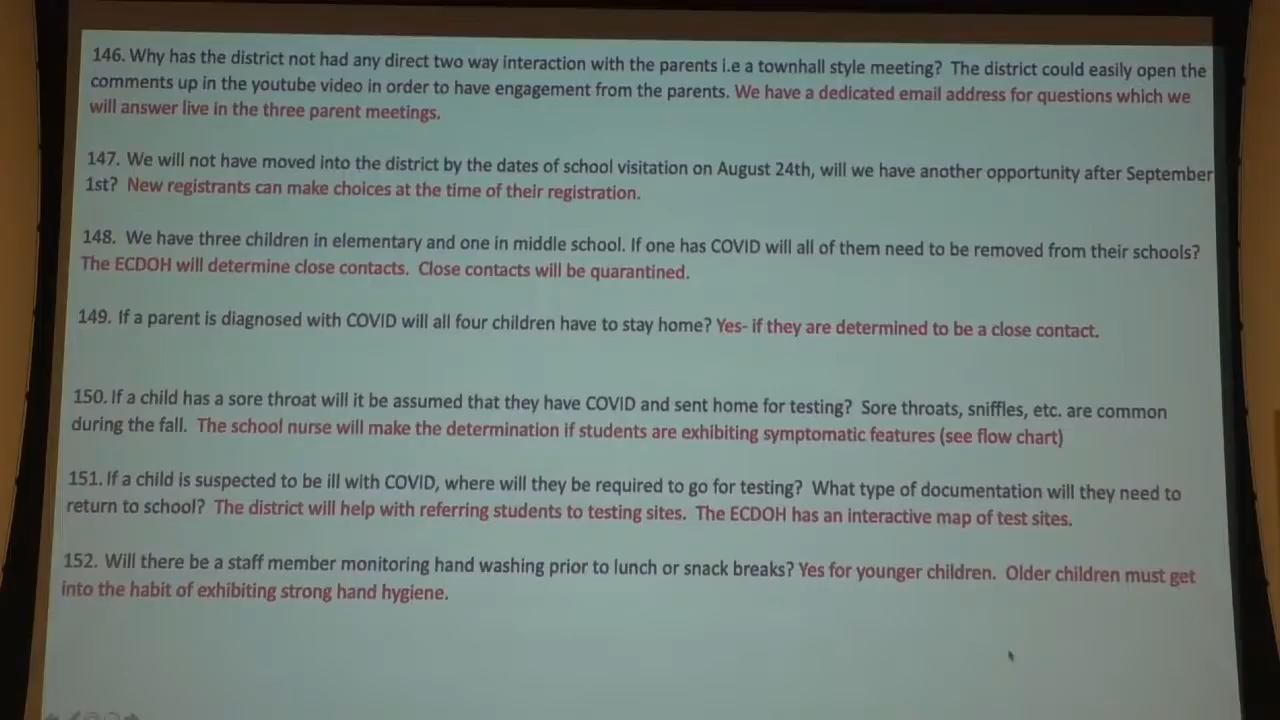 146. Why has the district not had any direct two way interaction with the parents i.e a townhall style meeting? The district could easily open the
comments up in the youtube video in order to have engagement from the parents. We have a dedicated email address for questions which we
will answer live in the three parent meetings.
147. We will not have moved into the district by the dates of school visitation on August 24th, will we have another opportunity after September
1st? New registrants can make choices at the time of their registration.
148. We have three children in elementary and one in middle school. If one has COVID will all of them need to be removed from their schools?
The ECDOH will determine close contacts. Close contacts will be quarantined.
149. If a parent is diagnosed with COVID will all four children have to stay home? Yes- if they are determined to be a close contact.
150. If a child has a sore throat will it be assumed that they have COVID and sent home for testing? Sore throats, sniffles, etc. are common
during the fall. The school nurse will make the determination if students are exhibiting symptomatic features (see flow chart)
151. If a child is suspected to be ill with COVID, where will they be required to go for testing? What type of documentation will they need to
return to school? The district will help with referring students to testing sites. The ECDOH has an interactive map of test sites.
152. Will there be a staff member monitoring hand washing prior to lunch or snack breaks? Yes for younger children. Older children must get
into the habit of exhibiting strong hand hygiene.